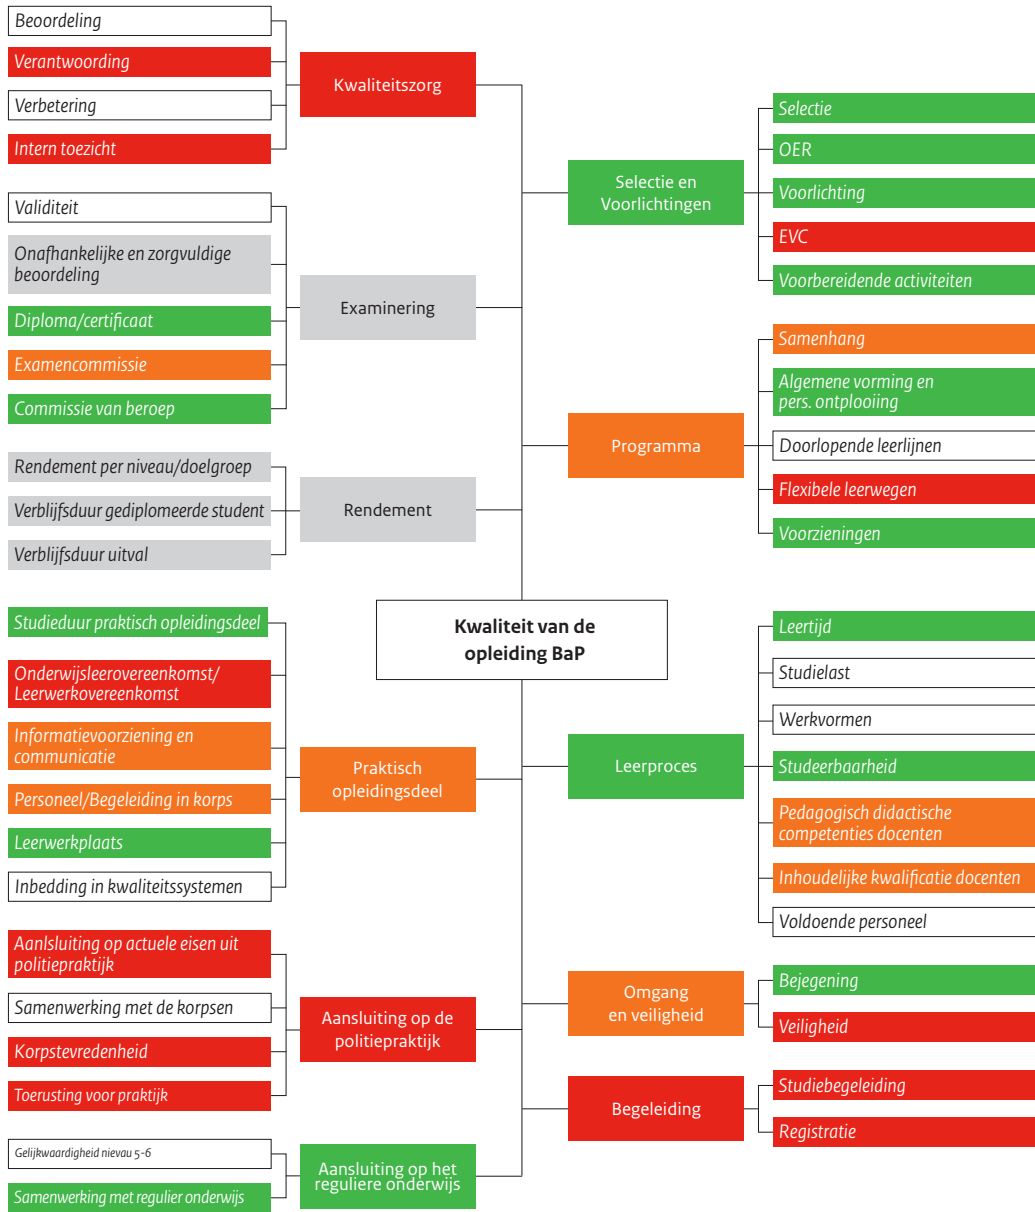 Beoordeling
Verantwoording
Verbetering
Intern toezicht
Kwaliteitszorg
Validiteit
Onafhankelijke en zorgvuldige
beoordeling
Diploma/certificaat
Examencommissie
Commissie van beroep
Examinering
Rendement per niveau/doelgroep
Verblijfsduur gediplomeerde student
Verblijfsduur uitval
Rendement
Selectie en
Voorlichtingen
Selectie
OER
Voorlichting
EVC
Voorbereidende activiteiten
Programma
Samenhang
Algemene vorming en
pers. ontplooiing
Doorlopende leerlijnen
Flexibele leerwegen
Voorzieningen
Kwaliteit van de
opleiding BaP
Studieduur praktisch opleidingsdeel
Onderwijsleerovereenkomst/
Leerwerkovereenkomst
Informatievoorziening en
communicatie
Personeel/Begeleiding in korps
Leerwerkplaats
Inbedding in kwaliteitssystemen
Praktisch
opleidingsdeel
Aanlsluiting op actuele eisen uit
politiepraktijk
Samenwerking met de korpsen
Korpstevredenheid
Toerusting voor praktijk
Aansluiting op de
politiepraktijk
Gelijkwaardigheid nievau 5-6
Samenwerking met regulier onderwijs
Aansluiting op het
reguliere onderwijs
Leerproces
Leertijd
Studielast
Werkvormen
Studeerbaarheid
Pedagogisch didactische
competenties docenten
Inhoudelijke kwalificatie docenten
Voldoende personeel
Omgang
en veiligheid
Bejegening
Veiligheid
Begeleiding
Studiebegeleiding
Registratie